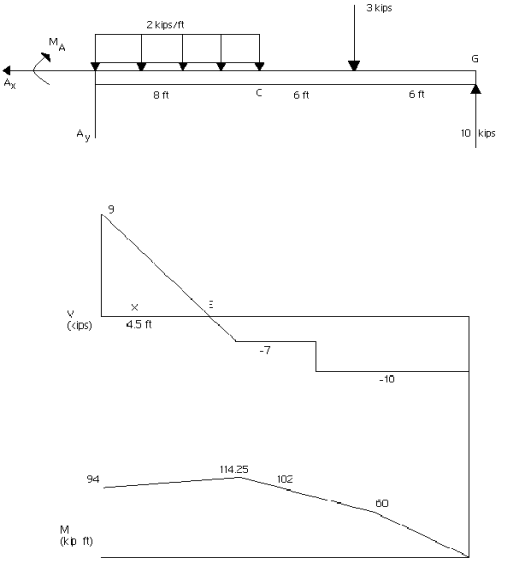 3 kips
2 kips/ft
M A
G
A x
8 ft
C
6 ft
6 ft
A y
10 kips
9
x
E
V
(kips)
4.5 ft
-7
-10
94
114.25
102
60
M
(kip ft)